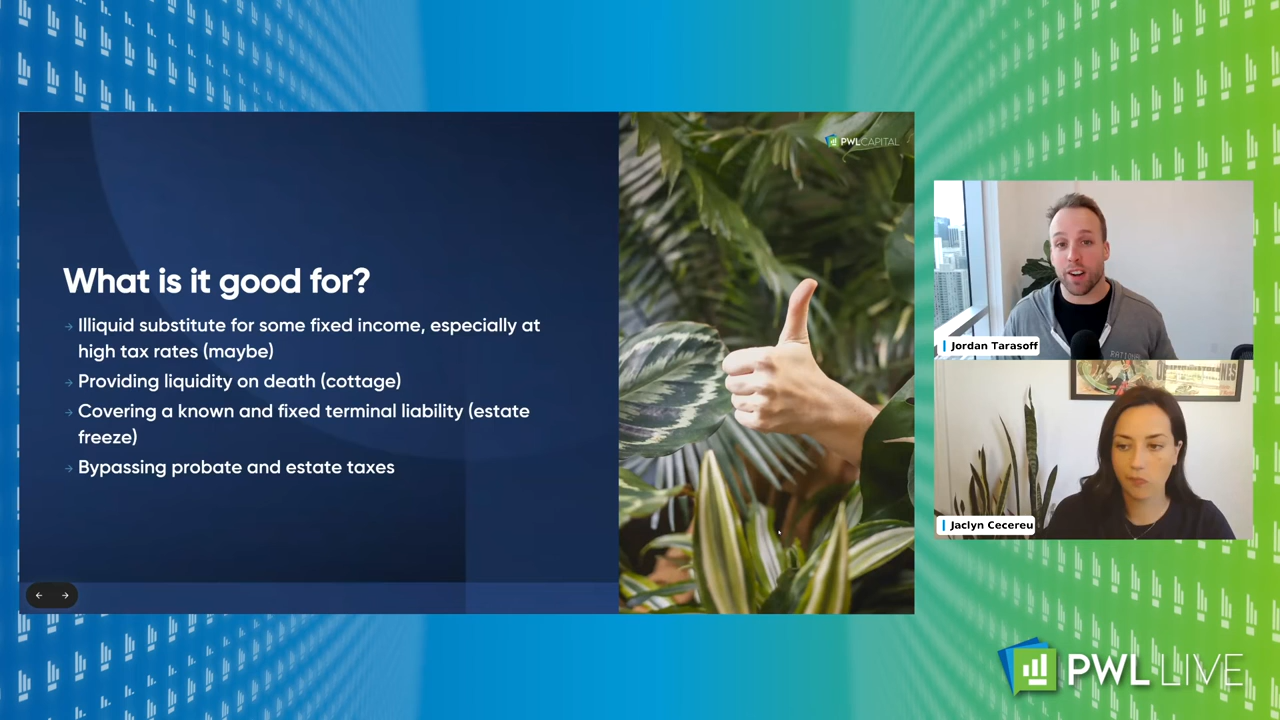 PWL CAPITAL
What is it good for?
→ Illiquid substitute for some fixed income, especially at
high tax rates (maybe)
→ Providing liquidity on death (cottage)
→ Covering a known and fixed terminal liability (estate
freeze)
→ Bypassing probate and estate taxes
Jordan Tarasoff
Jaclyn Cecereu
PWL LIVE